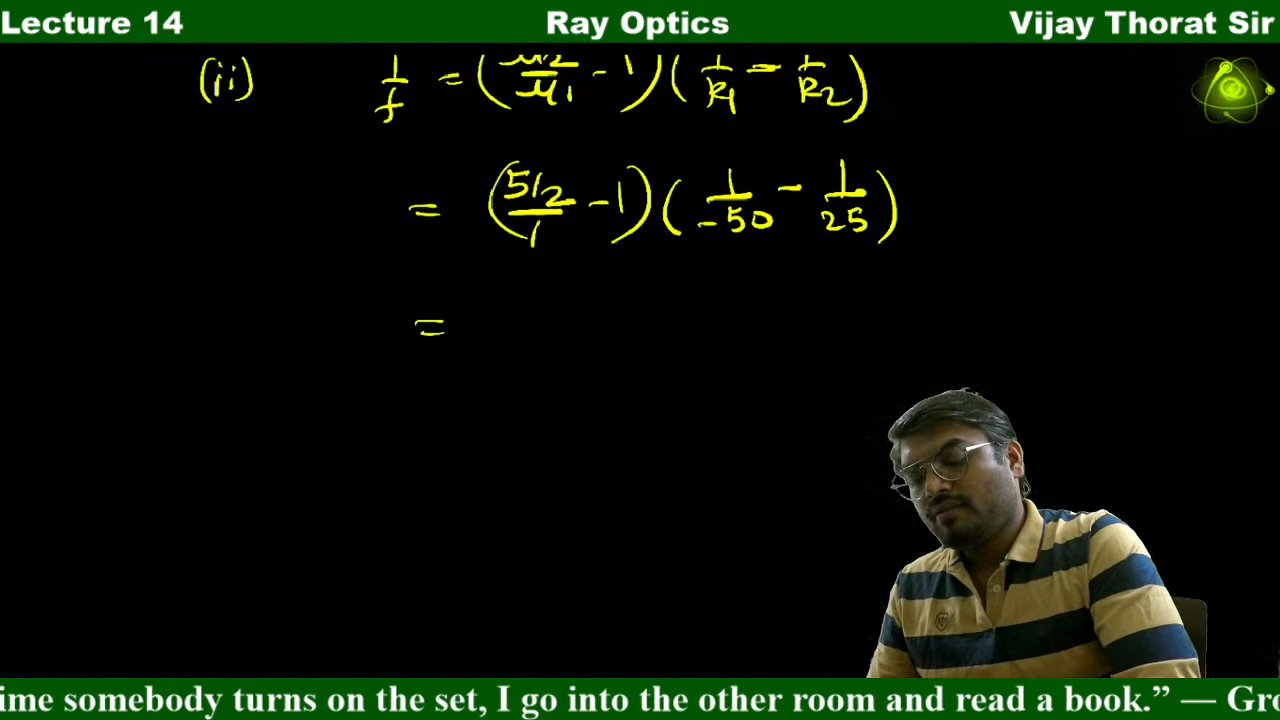 Lecture 14 Ray Optics Vijay Thorat Sir
(ii) 1/f = (μ2/μ1 - 1) (1/R1 - 1/R2)
= (5/2/1 - 1) (1/-50 - 1/25)
=
ime somebody turns on the set, I go into the other room and read a book.” — Gro